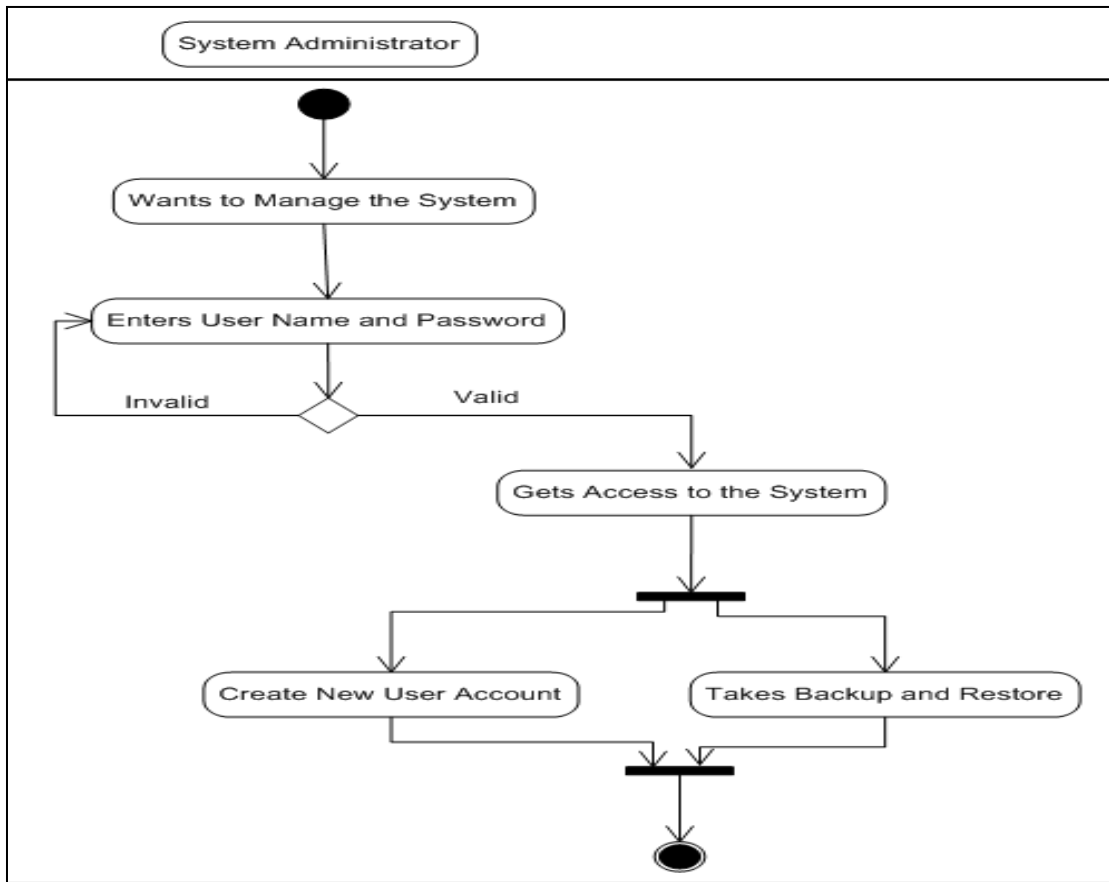 System Administrator
Wants to Manage the System
Enters User Name and Password
Invalid
Valid
Gets Access to the System
Create New User Account
Takes Backup and Restore